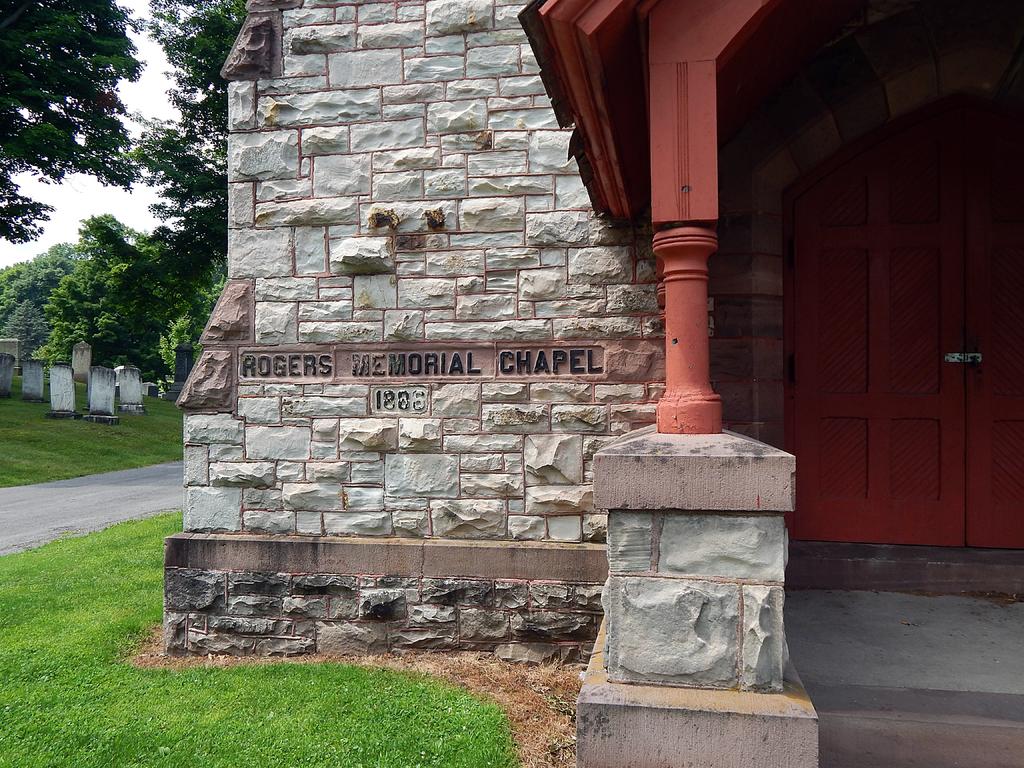 ROGERS MEMORIAL CHAPEL
1886